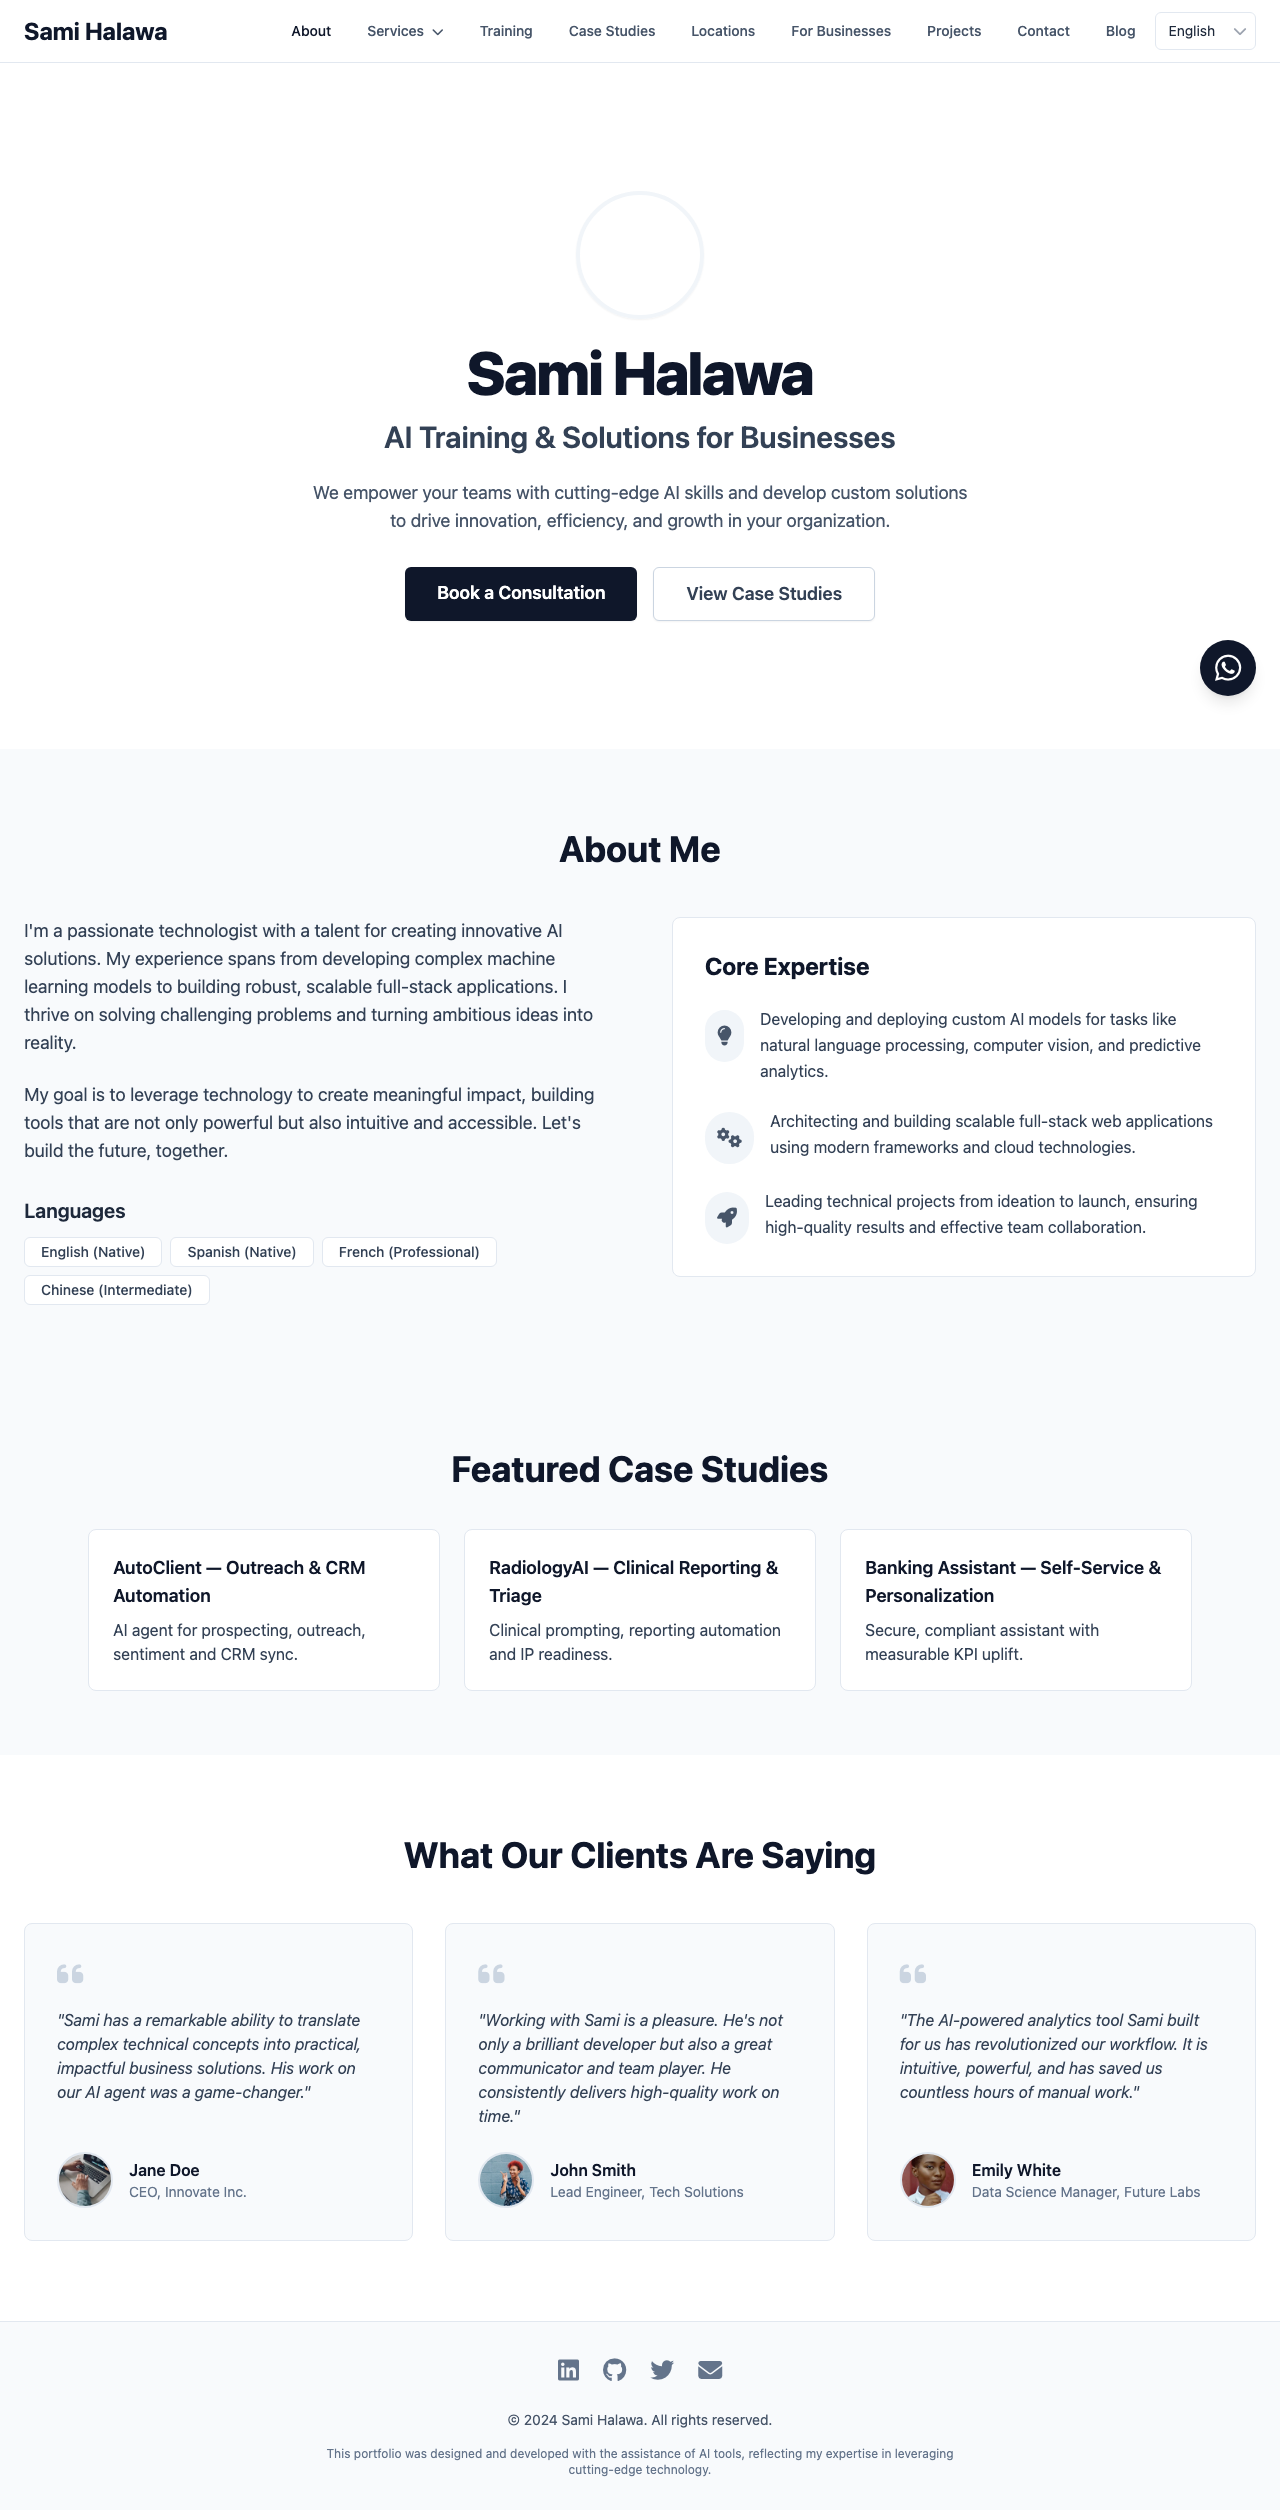 Sami Halawa
About
Services
Training
Case Studies
Locations
For Businesses
Projects
Contact
Blog
English
Sami Halawa
AI Training & Solutions for Businesses
We empower your teams with cutting-edge AI skills and develop custom solutions
to drive innovation, efficiency, and growth in your organization.
Book a Consultation
View Case Studies
About Me
I'm a passionate technologist with a talent for creating innovative AI
solutions. My experience spans from developing complex machine
learning models to building robust, scalable full-stack applications. I
thrive on solving challenging problems and turning ambitious ideas into
reality.
My goal is to leverage technology to create meaningful impact, building
tools that are not only powerful but also intuitive and accessible. Let's
build the future, together.
Languages
English (Native)
Spanish (Native)
French (Professional)
Chinese (Intermediate)
Core Expertise
Developing and deploying custom AI models for tasks like
natural language processing, computer vision, and predictive
analytics.
Architecting and building scalable full-stack web applications
using modern frameworks and cloud technologies.
Leading technical projects from ideation to launch, ensuring
high-quality results and effective team collaboration.
Featured Case Studies
AutoClient — Outreach & CRM
Automation
AI agent for prospecting, outreach,
sentiment and CRM sync.
RadiologyAI — Clinical Reporting &
Triage
Clinical prompting, reporting automation
and IP readiness.
Banking Assistant — Self-Service &
Personalization
Secure, compliant assistant with
measurable KPI uplift.
What Our Clients Are Saying
"Sami has a remarkable ability to translate
complex technical concepts into practical,
impactful business solutions. His work on
our AI agent was a game-changer."
Jane Doe
CEO, Innovate Inc.
"Working with Sami is a pleasure. He's not
only a brilliant developer but also a great
communicator and team player. He
consistently delivers high-quality work on
time."
John Smith
Lead Engineer, Tech Solutions
"The AI-powered analytics tool Sami built
for us has revolutionized our workflow. It is
intuitive, powerful, and has saved us
countless hours of manual work."
Emily White
Data Science Manager, Future Labs
© 2024 Sami Halawa. All rights reserved.
This portfolio was designed and developed with the assistance of AI tools, reflecting my expertise in leveraging
cutting-edge technology.